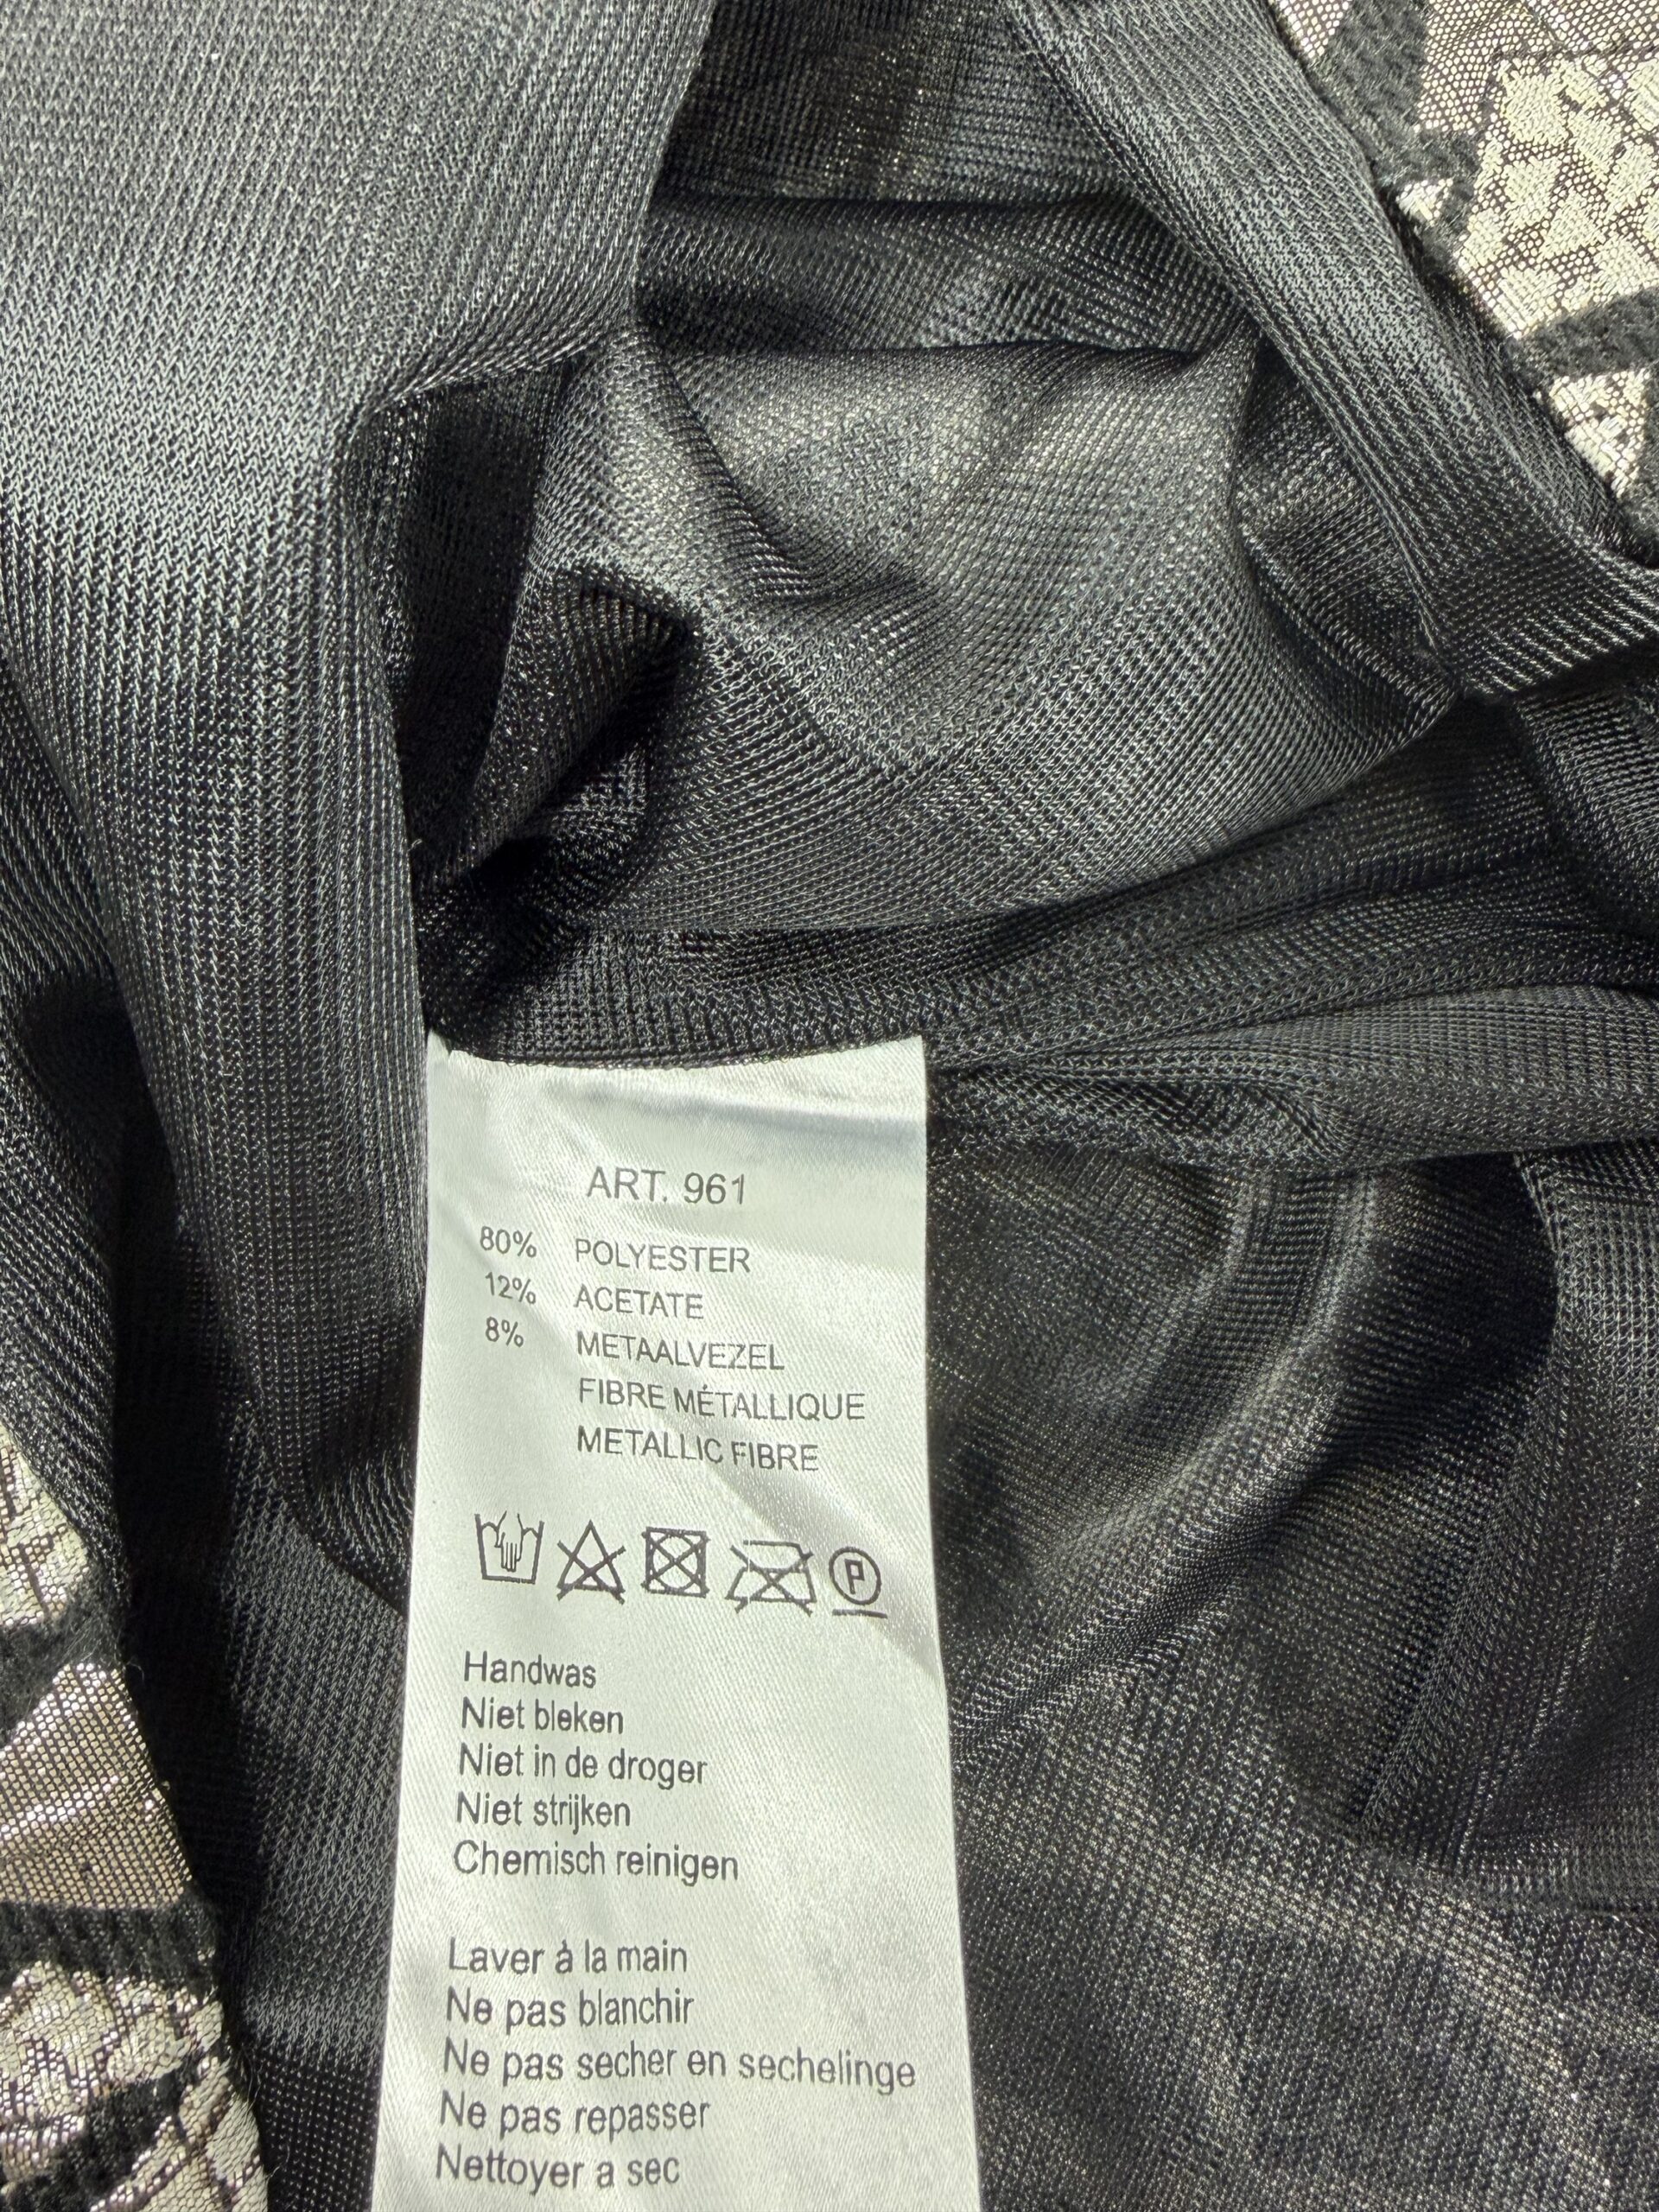 ART. 961
80% POLYESTER
12% ACETATE
8% METAALVEZEL
FIBRE MÉTALLIQUE
METALLIC FIBRE
P
Handwas
Niet bleken
Niet in de droger
Niet strijken
Chemisch reinigen
Laver à la main
Ne pas blanchir
Ne pas secher en sechelinge
Ne pas repasser
Nettoyer a sec